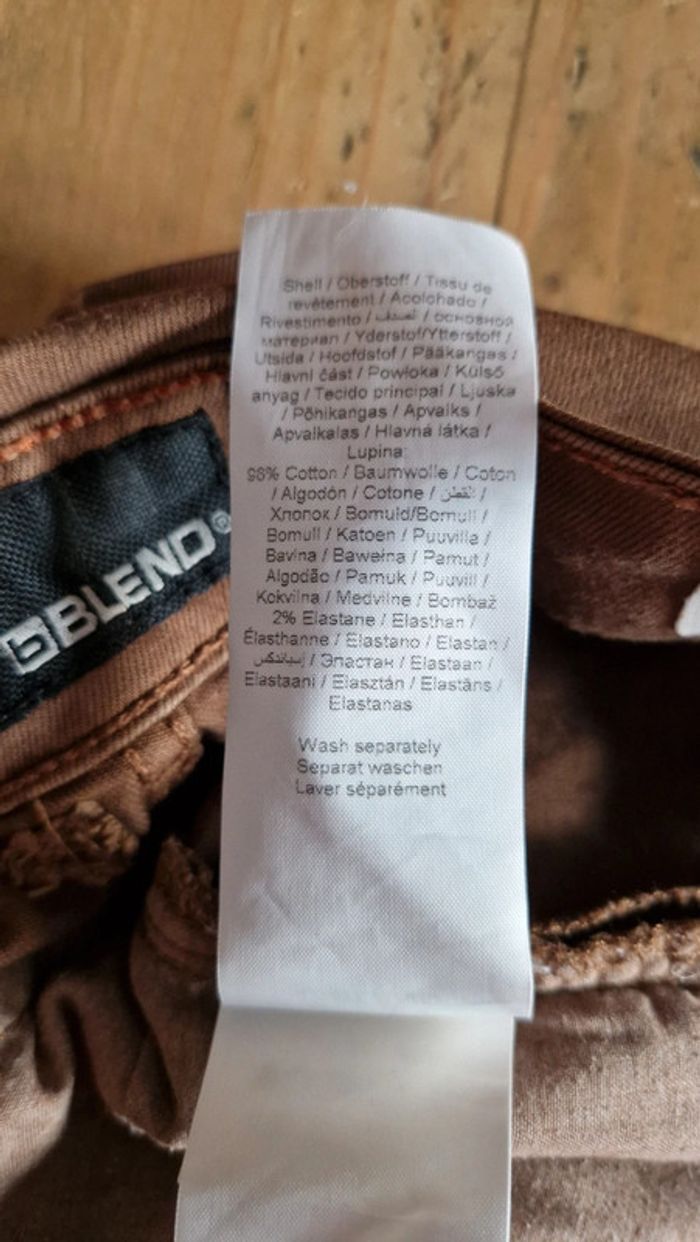 Shell / Oberstoff / Tissu de
revêtement / Acolchado /
Rivestimento / أصداف / основной
материал / Yderstof/Ytterstoff /
Utsida / Hoofdstof / Pääkangas /
Hlavní část / Powłoka / Külső
anyag / Tecido principal / Ljuska
/ Põhikangas / Apvalks /
Apvalkalas / Hlavná látka /
Lupina:
98% Cotton / Baumwolle / Coton
/ Algodón / Cotone / القطن /
Хлопок / Bomuld/Bomull /
Bomull / Katoen / Puuvilla /
Bavlna / Bawełna / Pamut /
Algodão / Pamuk / Puuvill /
Kokvilna / Medvilnė / Bombaž
2% Elastane / Elasthan /
Élasthanne / Elastano / Elastan /
إسباندكس / Эластан / Elastaan /
Elastaani / Elasztán / Elastāns /
Elastanas
Wash separately
Separat waschen
Laver séparément
BLEND®